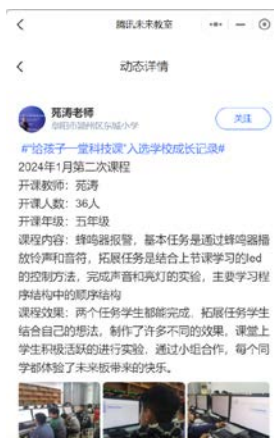 腾讯未来教室
动态详情
苑涛老师
阜阳市颍州区东城小学
关注
#“给孩子一堂科技课”入选学校成长记录#
2024年1月第二次课程
开课教师：苑涛
开课人数：36人
开课年级：五年级
课程内容：蜂鸣器报警，基本任务是通过蜂鸣器播
放铃声和音符，拓展任务是结合上节课学习的led
的控制方法，完成声音和亮灯的实验，主要学习程
序结构中的顺序结构
课程效果：两个任务学生都能完成，拓展任务学生
结合自己的想法，制作了许多不同的效果，课堂上
学生积极活跃的进行实验，通过小组合作，每个同
学都体验了未来板带来的快乐。